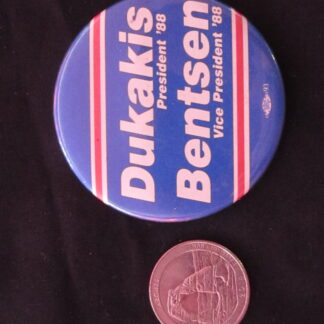 Dukakis
President '88
Bentsen
Vice President '88